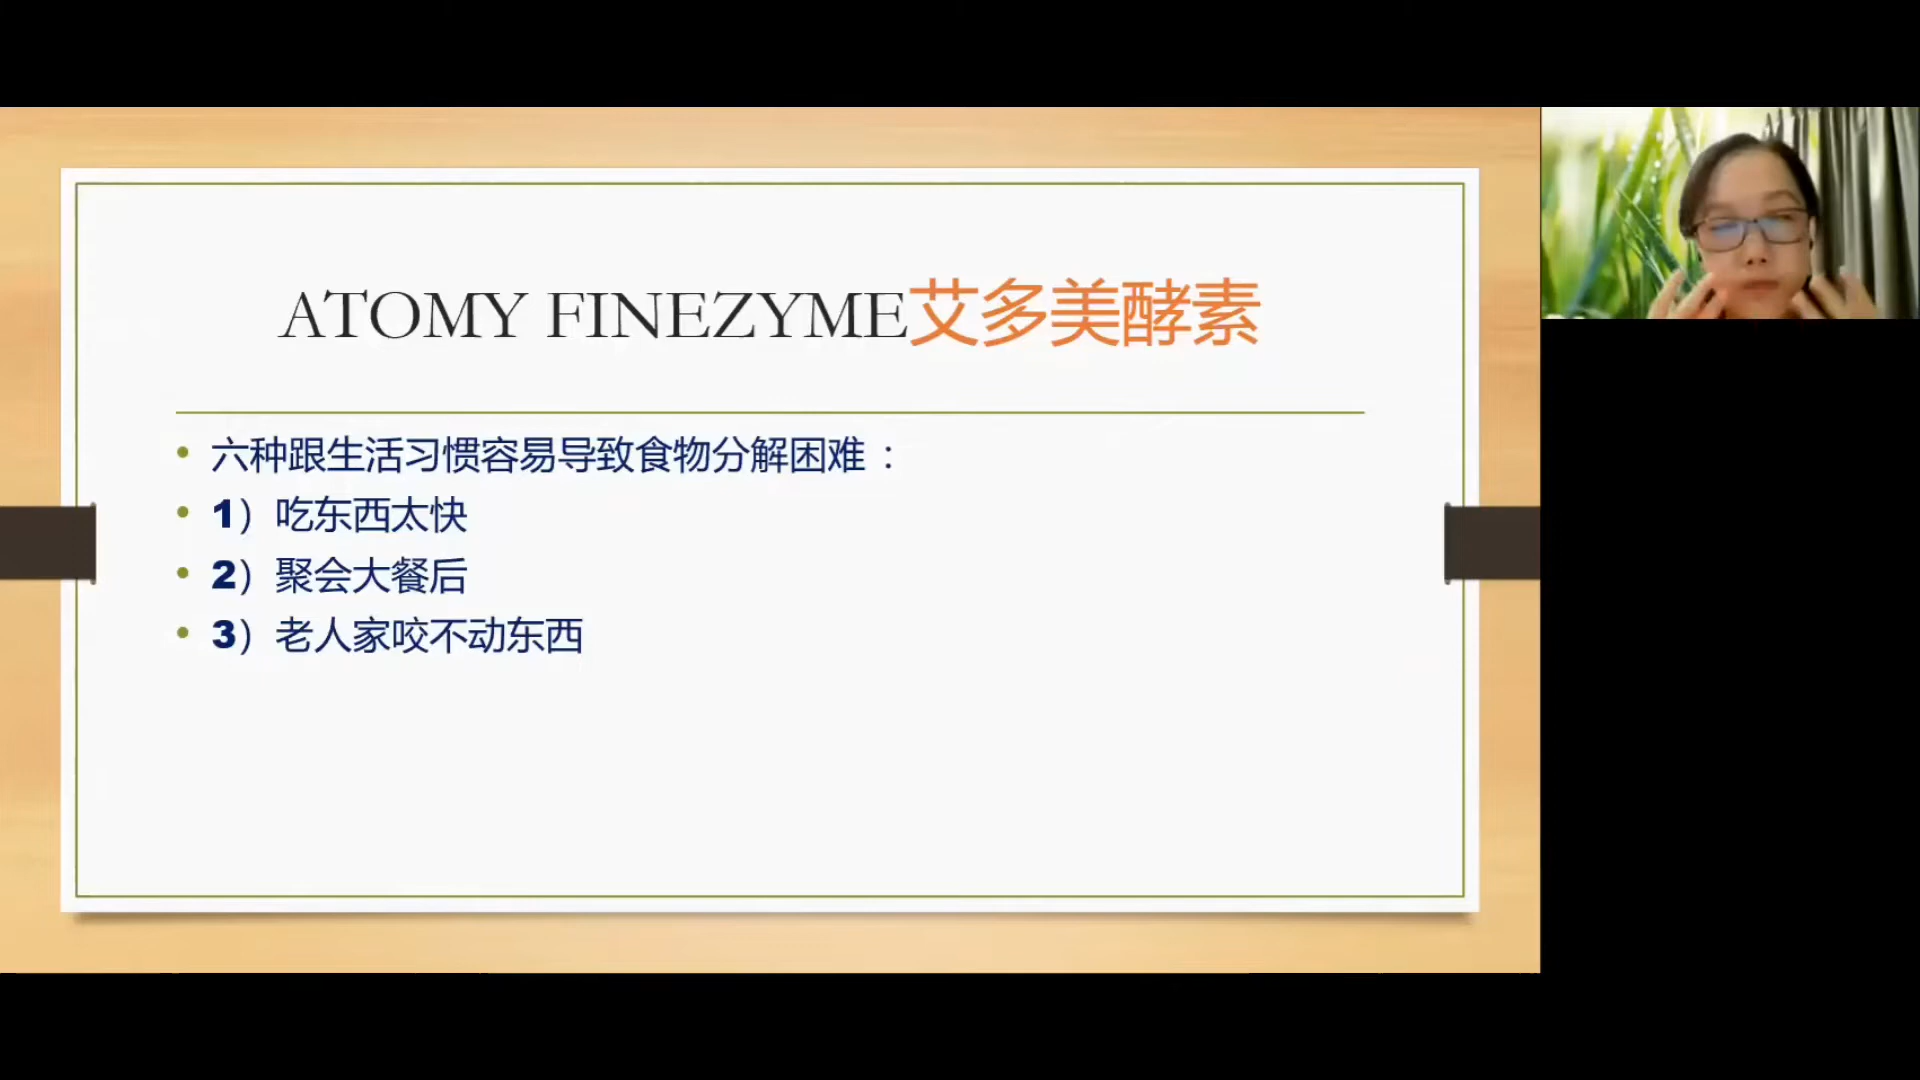 ATOMY FINEZYME艾多美酵素
六种跟生活习惯容易导致食物分解困难：
1）吃东西太快
2）聚会大餐后
3）老人家咬不动东西